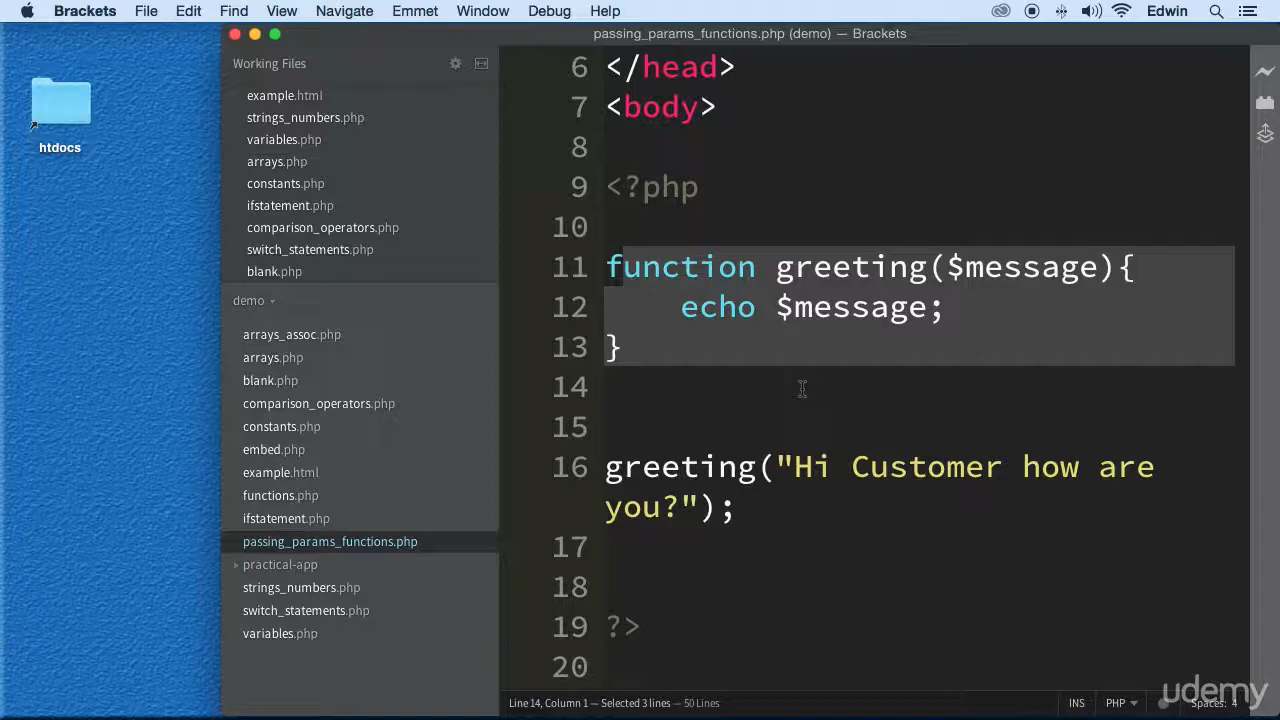 Brackets File Edit Find View Navigate Emmet Window Debug Help Edwin
passing_params_functions.php (demo) — Brackets
htdocs
Working Files
example.html
strings_numbers.php
variables.php
arrays.php
constants.php
ifstatement.php
comparison_operators.php
switch_statements.php
blank.php
demo
arrays_assoc.php
arrays.php
blank.php
comparison_operators.php
constants.php
embed.php
example.html
functions.php
ifstatement.php
passing_params_functions.php
practical-app
strings_numbers.php
switch_statements.php
variables.php
6 </head>
7 <body>
8
9 <?php
10
11 function greeting($message){
12     echo $message;
13 }
14
15
16 greeting("Hi Customer how are
you?");
17
18
19 ?>
20
Line 14, Column 1 — Selected 3 lines — 50 Lines
INS PHP Spaces: 4
udemy